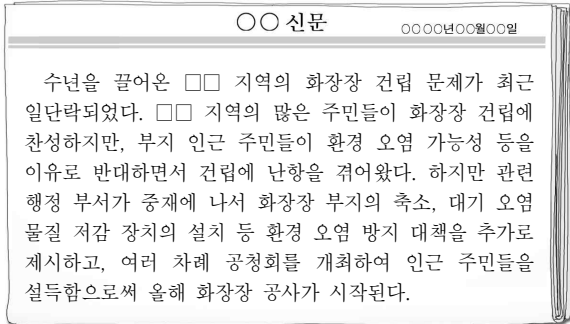 ○○ 신문
○○○○년○○월○○일
수년을 끌어온 □□ 지역의 화장장 건립 문제가 최근
일단락되었다. □□ 지역의 많은 주민들이 화장장 건립에
찬성하지만, 부지 인근 주민들이 환경 오염 가능성 등을
이유로 반대하면서 건립에 난항을 겪어왔다. 하지만 관련
행정 부서가 중재에 나서 화장장 부지의 축소, 대기 오염
물질 저감 장치의 설치 등 환경 오염 방지 대책을 추가로
제시하고, 여러 차례 공청회를 개최하여 인근 주민들을
설득함으로써 올해 화장장 공사가 시작된다.